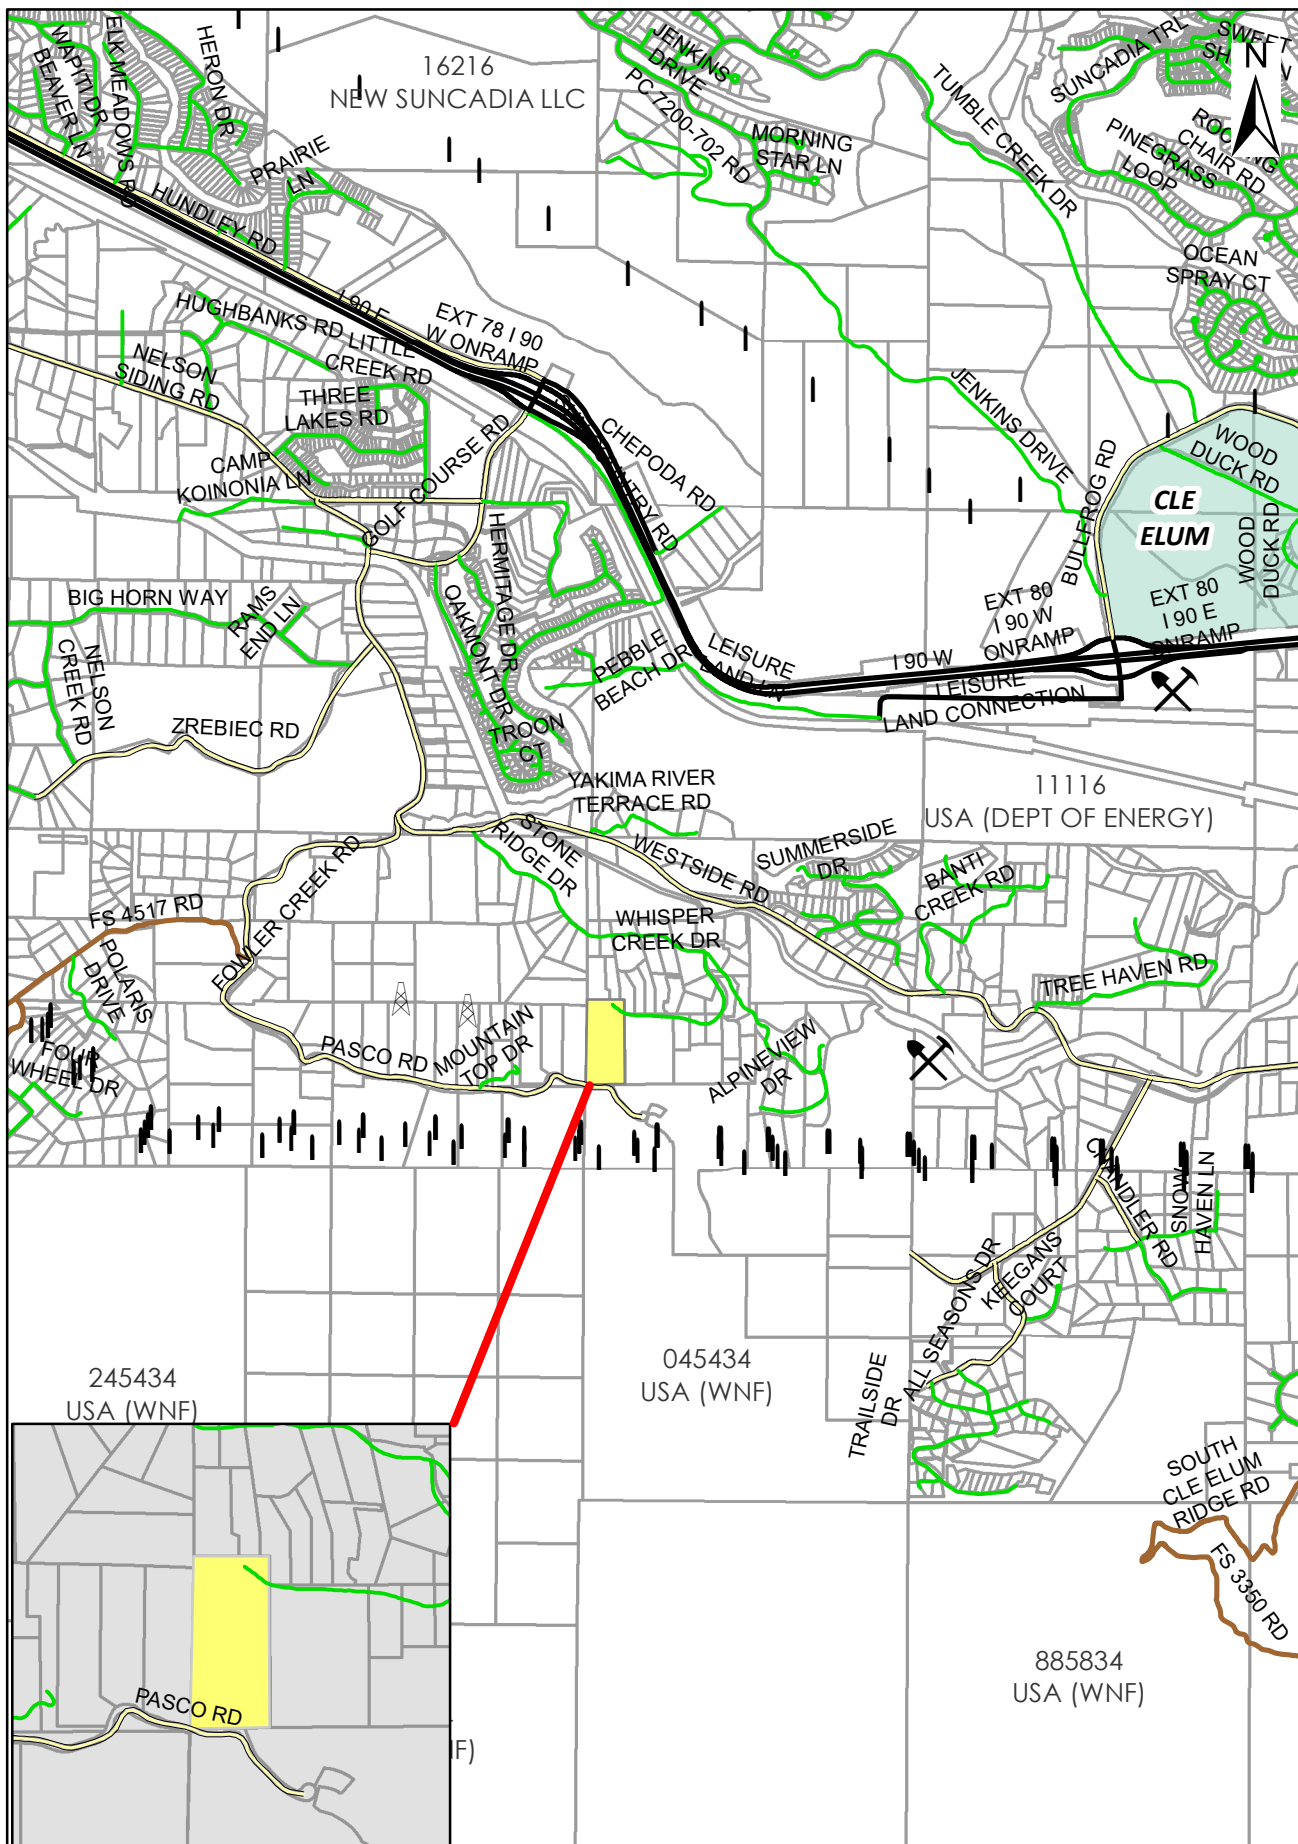 ELK MEADOWS RD
WAPITI DR
BEAVER LN
HERON DR
PRAIRIE
LN
HUNDLEY RD
16216
NEW SUNCADIA LLC
JENKINS
DRIVE
PC 7200-702 RD
MORNING
STAR LN
TUMBLE CREEK DR
SUNCADIA TRL
SWEET
N
PINEGRASS
LOOP
CHAIR RD
OCEAN
SPRAY CT
I 90 E
HUGHBANKS RD
LITTLE
CREEK RD
EXT 78 I 90
W ONRAMP
NELSON
SIDING RD
THREE
LAKES RD
CAMP
KOINONIA LN
GOLF COURSE RD
CHEPODA RD
JENKINS DRIVE
BULLFROG RD
WOOD
DUCK RD
CLE
ELUM
WOOD
DUCK RD
HERMITAGE DR
OAKMONT DR
BIG HORN WAY
RAMS
END LN
NELSON
CREEK RD
ZREBIEC RD
PEBBLE
BEACH DR
TROON
CT
LEISURE
LAND LN
I 90 W
EXT 80
I 90 W
ONRAMP
EXT 80
I 90 E
ONRAMP
LEISURE
LAND CONNECTION
11116
USA (DEPT OF ENERGY)
YAKIMA RIVER
TERRACE RD
STONE
RIDGE DR
WESTSIDE RD
SUMMERSIDE
DR
BANTI
CREEK RD
FOWLER CREEK RD
FS 4517 RD
POLARIS
DRIVE
WHISPER
CREEK DR
TREE HAVEN RD
FOUR
WHEEL DR
PASCO RD
MOUNTAIN
TOP DR
ALPINEVIEW
DR
CHANDLER RD
SNOW
HAVEN LN
KEEGANS
COURT
ALL SEASONS DR
TRAILSIDE
DR
245434
USA (WNF)
045434
USA (WNF)
SOUTH
CLE ELUM
RIDGE RD
FS 3350 RD
885834
USA (WNF)
PASCO RD